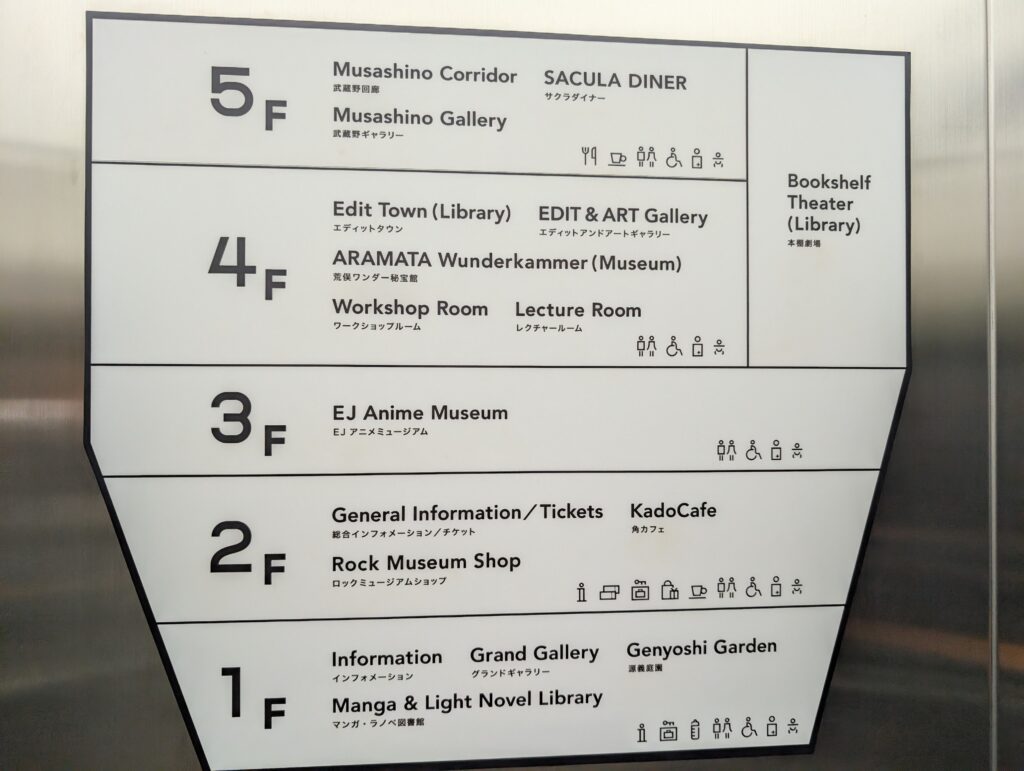 5F
Musashino Corridor SACULA DINER
武蔵野回廊 サクラダイナー
Musashino Gallery
武蔵野ギャラリー
4F
Edit Town (Library) EDIT & ART Gallery
エディットタウン エディットアンドアートギャラリー
ARAMATA Wunderkammer (Museum)
荒俣ワンダー秘宝館
Workshop Room Lecture Room
ワークショップルーム レクチャールーム
Bookshelf
Theater
(Library)
本棚劇場
3F
EJ Anime Museum
EJ アニメミュージアム
2F
General Information/Tickets KadoCafe
総合インフォメーション/チケット 角カフェ
Rock Museum Shop
ロックミュージアムショップ
1F
Information Grand Gallery Genyoshi Garden
インフォメーション グランドギャラリー 源義庭園
Manga & Light Novel Library
マンガ・ラノベ図書館